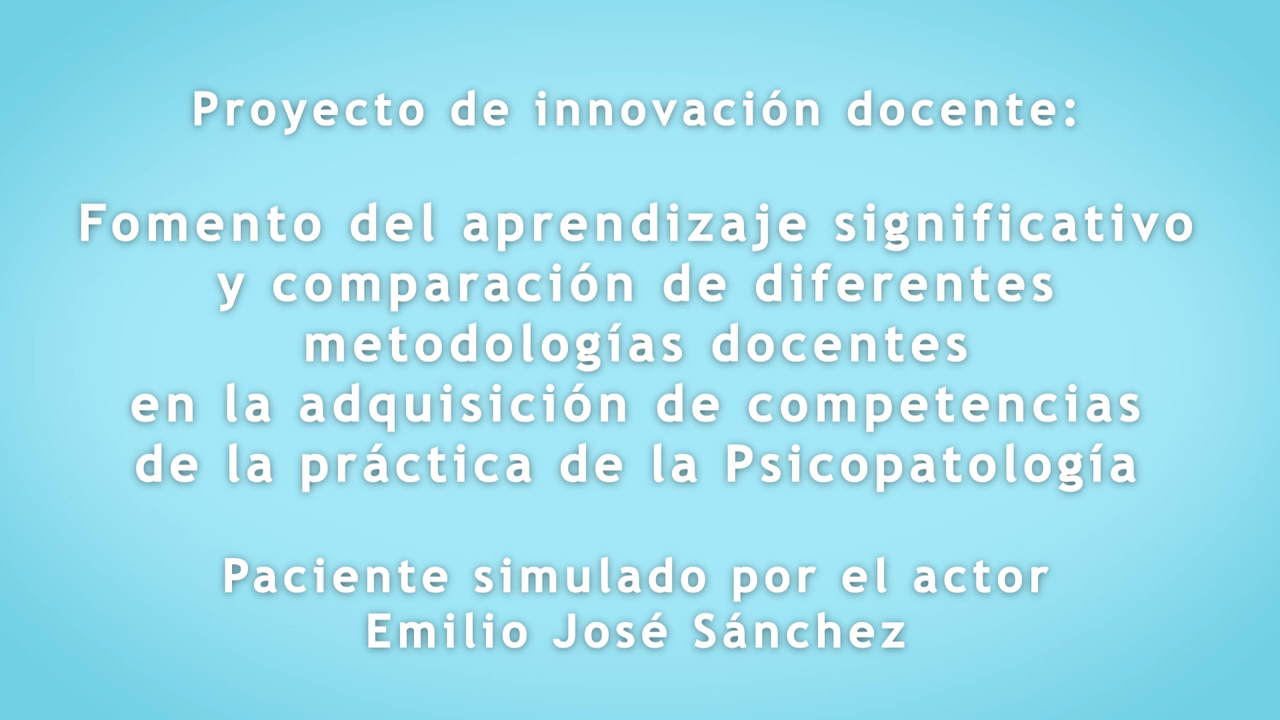 Proyecto de innovación docente:
Fomento del aprendizaje significativo
y comparación de diferentes
metodologías docentes
en la adquisición de competencias
de la práctica de la Psicopatología
Paciente simulado por el actor
Emilio José Sánchez